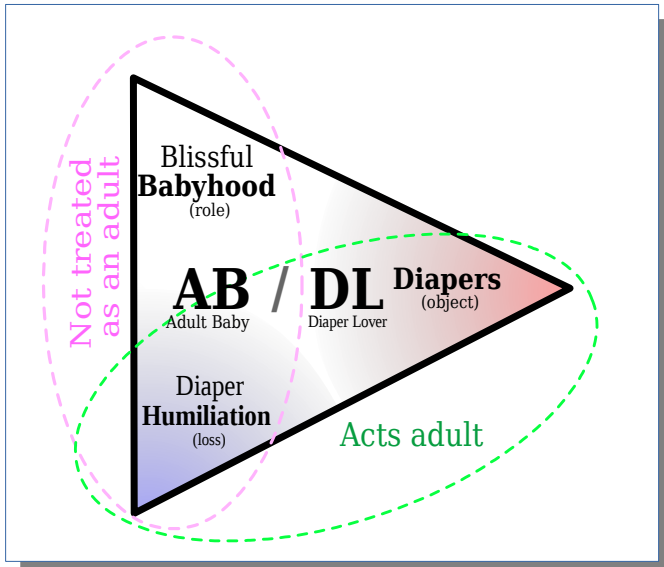 Not treated
as an adult
Blissful
Babyhood
(role)
AB / DL
Adult Baby
Diaper Lover
Diapers
(object)
Diaper
Humiliation
(loss)
Acts adult